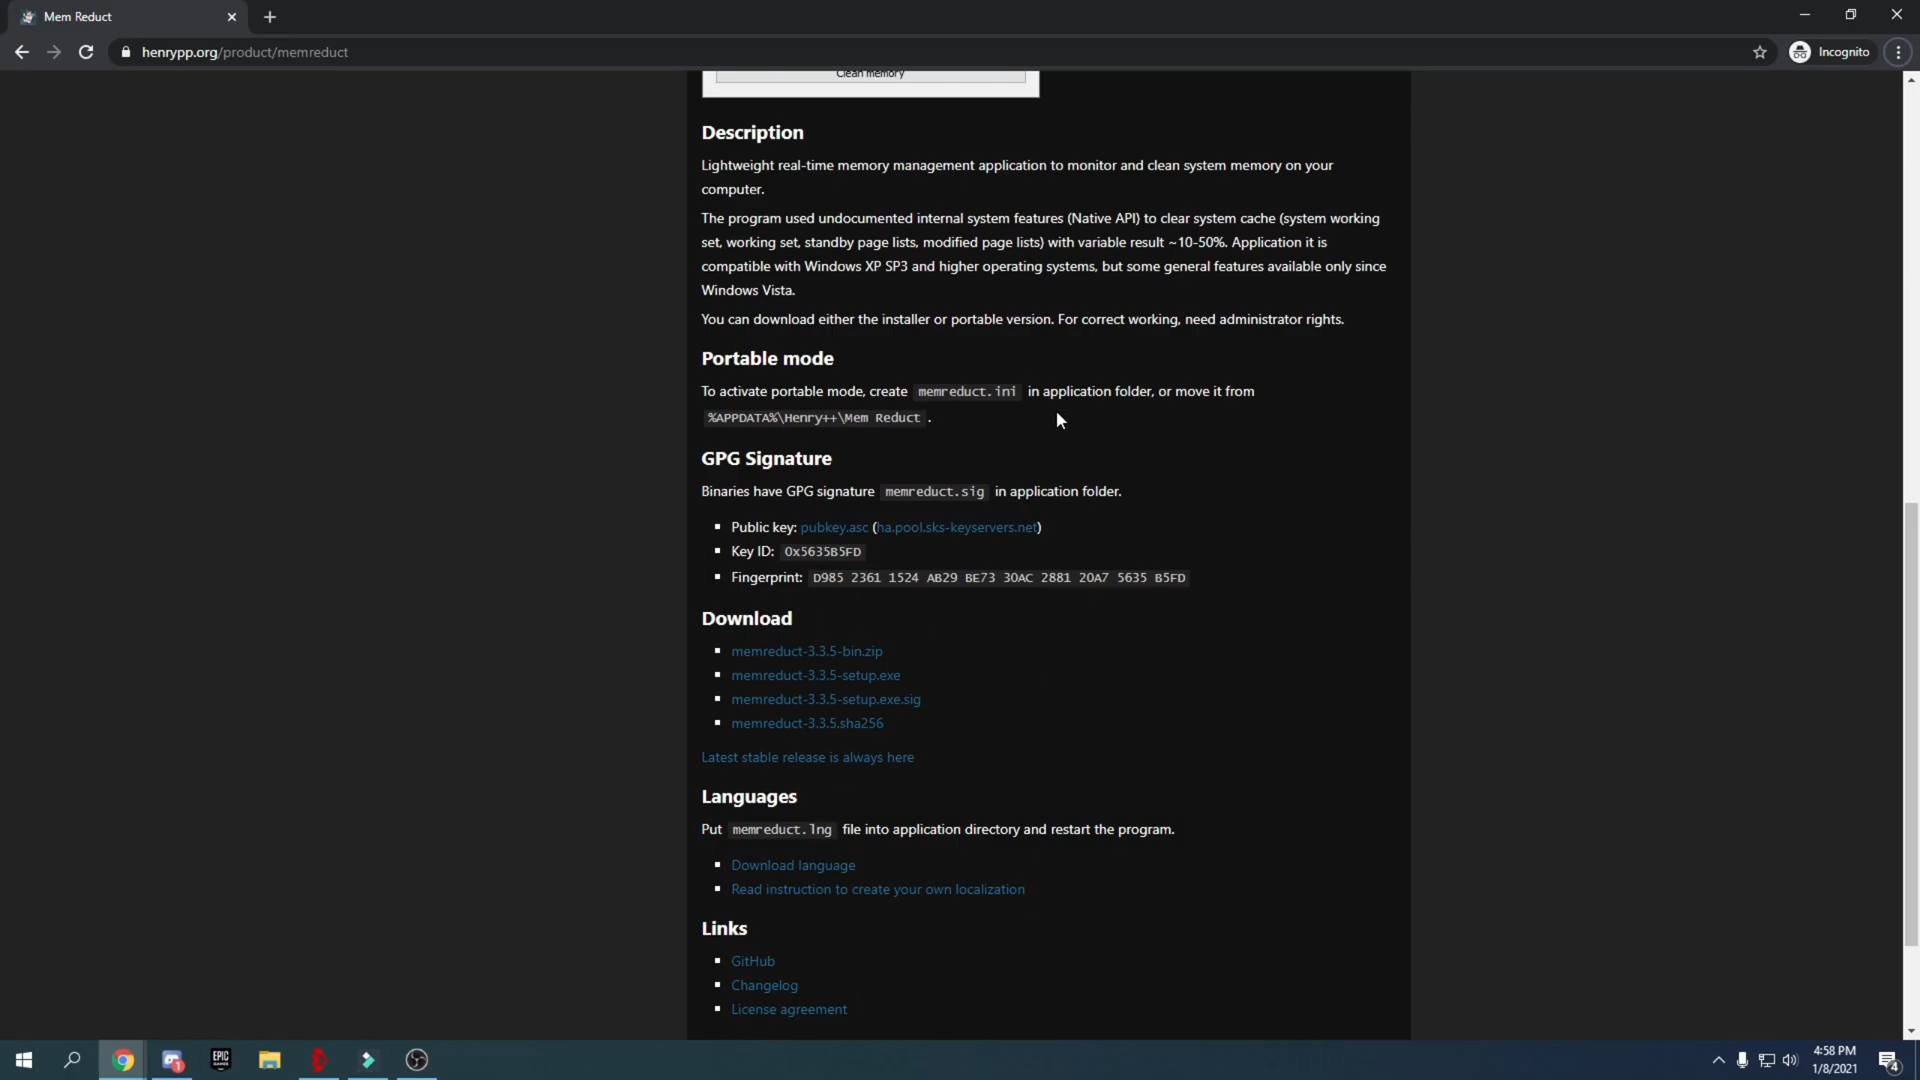 Mem Reduct
henrypp.org/product/memreduct
Incognito
Clean memory
Description
Lightweight real-time memory management application to monitor and clean system memory on your
computer.
The program used undocumented internal system features (Native API) to clear system cache (system working
set, working set, standby page lists, modified page lists) with variable result ~10-50%. Application it is
compatible with Windows XP SP3 and higher operating systems, but some general features available only since
Windows Vista.
You can download either the installer or portable version. For correct working, need administrator rights.
Portable mode
To activate portable mode, create memreduct.ini in application folder, or move it from
%APPDATA%\Henry++\Mem Reduct .
GPG Signature
Binaries have GPG signature memreduct.sig in application folder.
Public key: pubkey.asc (ha.pool.sks-keyservers.net)
Key ID: 0x5635B5FD
Fingerprint: D985 2361 1524 AB29 BE73 30AC 2881 20A7 5635 B5FD
Download
memreduct-3.3.5-bin.zip
memreduct-3.3.5-setup.exe
memreduct-3.3.5-setup.exe.sig
memreduct-3.3.5.sha256
Latest stable release is always here
Languages
Put memreduct.lng file into application directory and restart the program.
Download language
Read instruction to create your own localization
Links
GitHub
Changelog
License agreement
1
EPIC
GAMES
4:58 PM
1/8/2021
4